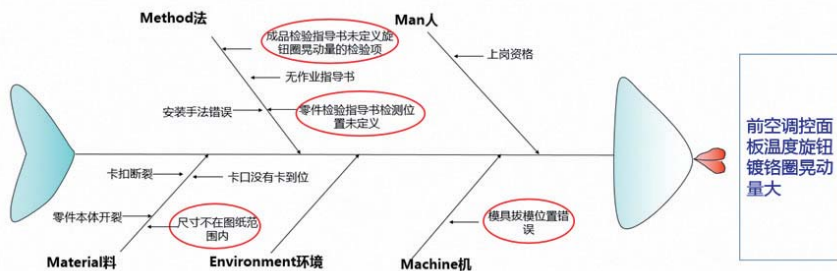 Method法
Man人
成品检验指导书未定义旋
钮圈晃动量的检验项
上岗资格
无作业指导书
安装手法错误
零件检验指导书检测位
置未定义
前空调控面
板温度旋钮
镀铬圈晃动
量大
卡扣断裂
卡口没有卡到位
零件本体开裂
尺寸不在图纸范
围内
模具拔模位置错
误
Material料
Environment环境
Machine机